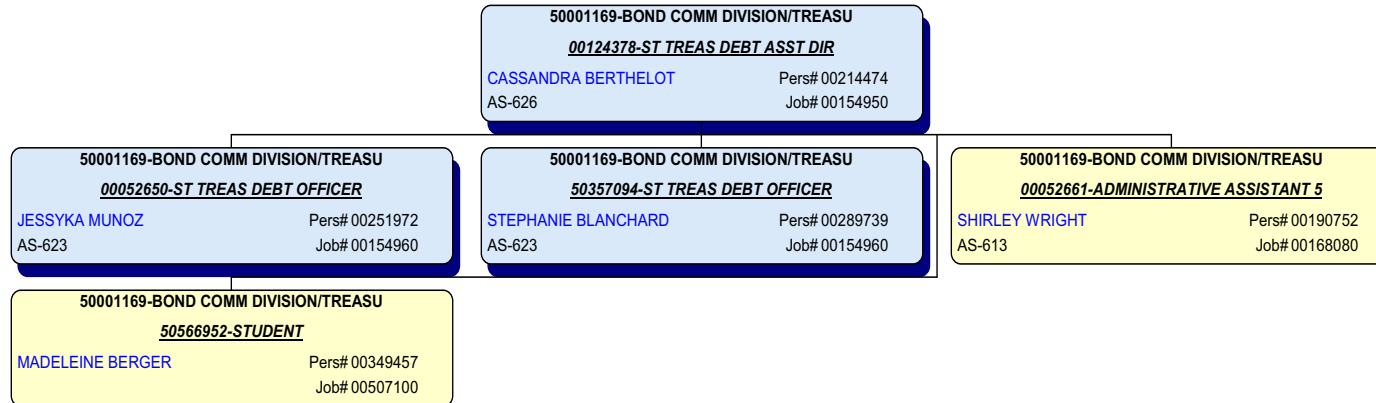 50001169-BOND COMM DIVISION/TREASU
00124378-ST TREAS DEBT ASST DIR
CASSANDRA BERTHELOT Pers# 00214474
AS-626 Job# 00154950
50001169-BOND COMM DIVISION/TREASU
00052650-ST TREAS DEBT OFFICER
JESSYKA MUNOZ Pers# 00251972
AS-623 Job# 00154960
50001169-BOND COMM DIVISION/TREASU
50357094-ST TREAS DEBT OFFICER
STEPHANIE BLANCHARD Pers# 00289739
AS-623 Job# 00154960
50001169-BOND COMM DIVISION/TREASU
00052661-ADMINISTRATIVE ASSISTANT 5
SHIRLEY WRIGHT Pers# 00190752
AS-613 Job# 00168080
50001169-BOND COMM DIVISION/TREASU
50566952-STUDENT
MADELEINE BERGER Pers# 00349457
Job# 00507100